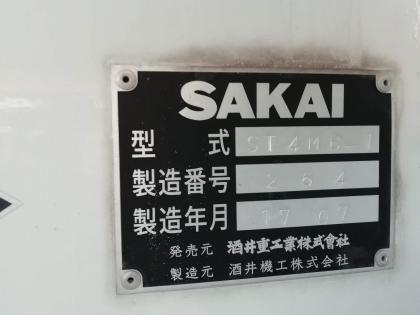 SAKAI
型 式 ST4MB-1
製造番号 264
製造年月 17 07
発売元 酒井重工業株式會社
製造元 酒井機工株式会社